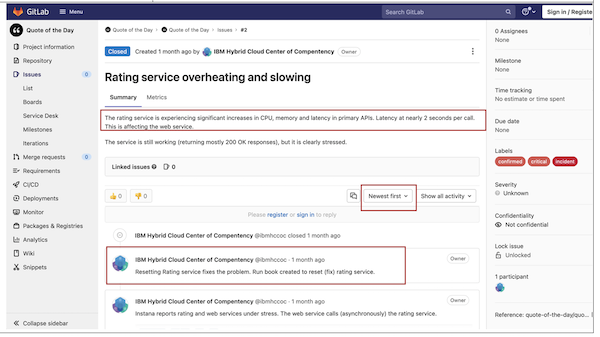 GitLab
Menu
Search GitLab
Sign in / Register
Quote of the Day
Project information
Repository
Issues 0
List
Boards
Service Desk
Milestones
Iterations
Merge requests 0
Requirements
CI/CD
Deployments
Monitor
Packages & Registries
Analytics
Wiki
Snippets
Collapse sidebar
Quote of the Day > Quote of the Day > Issues > #2
Closed Created 1 month ago by IBM Hybrid Cloud Center of Compentency Owner
Rating service overheating and slowing
Summary Metrics
The rating service is experiencing significant increases in CPU, memory and latency in primary APIs. Latency at nearly 2 seconds per call.
This is affecting the web service.
The service is still working (returning mostly 200 OK responses), but it is clearly stressed.
Linked issues 0
0 0
Newest first Show all activity
Please register or sign in to reply
IBM Hybrid Cloud Center of Compentency @ibmhccoc closed 1 month ago
IBM Hybrid Cloud Center of Compentency @ibmhccoc · 1 month ago Owner
Resetting Rating service fixes the problem. Run book created to reset (fix) rating service.
IBM Hybrid Cloud Center of Compentency @ibmhccoc · 1 month ago Owner
Instana reports rating and web services under stress. The web service calls (asynchronously) the rating service.
0 Assignees
None
Milestone
None
Time tracking
No estimate or time spent
Due date
None
Labels
confirmed critical incident
Severity
Unknown
Confidentiality
Not confidential
Lock issue
Unlocked
1 participant
Reference: quote-of-the-day/quo...